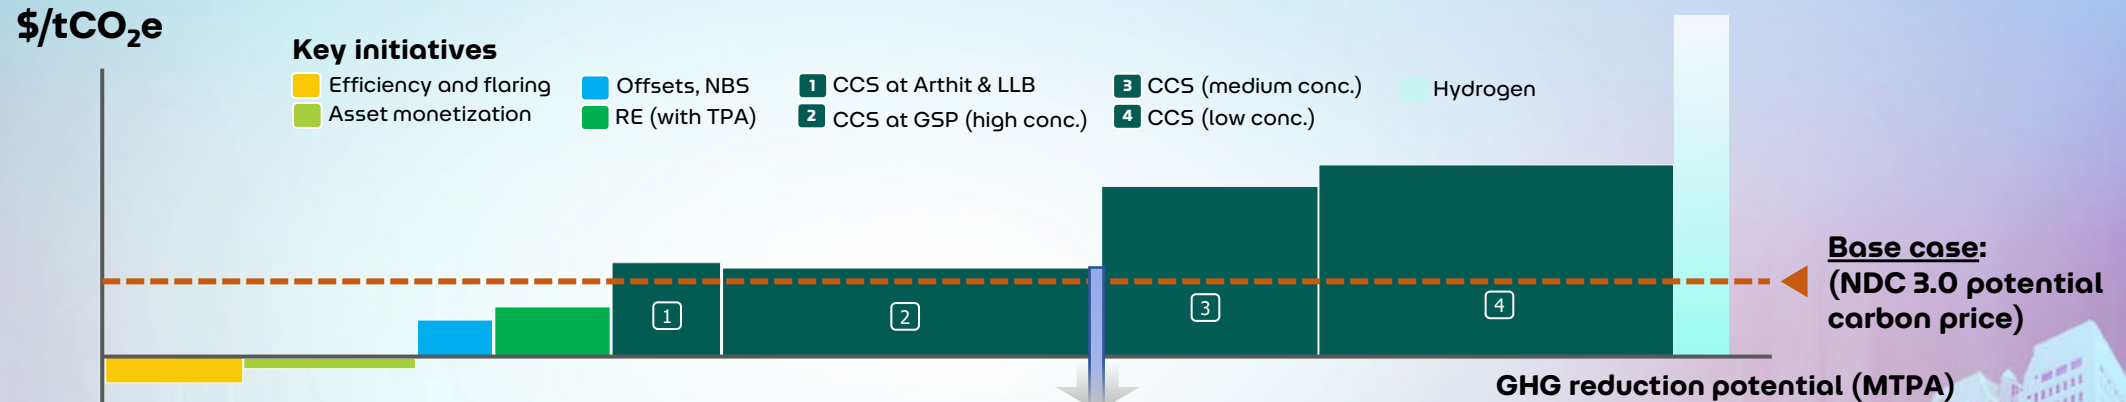 $/tCO₂e
Key initiatives
Efficiency and flaring
Asset monetization
Offsets, NBS
RE (with TPA)
1 CCS at Arthit & LLB
2 CCS at GSP (high conc.)
3 CCS (medium conc.)
4 CCS (low conc.)
Hydrogen
1
2
3
4
Base case:
(NDC 3.0 potential
carbon price)
GHG reduction potential (MTPA)